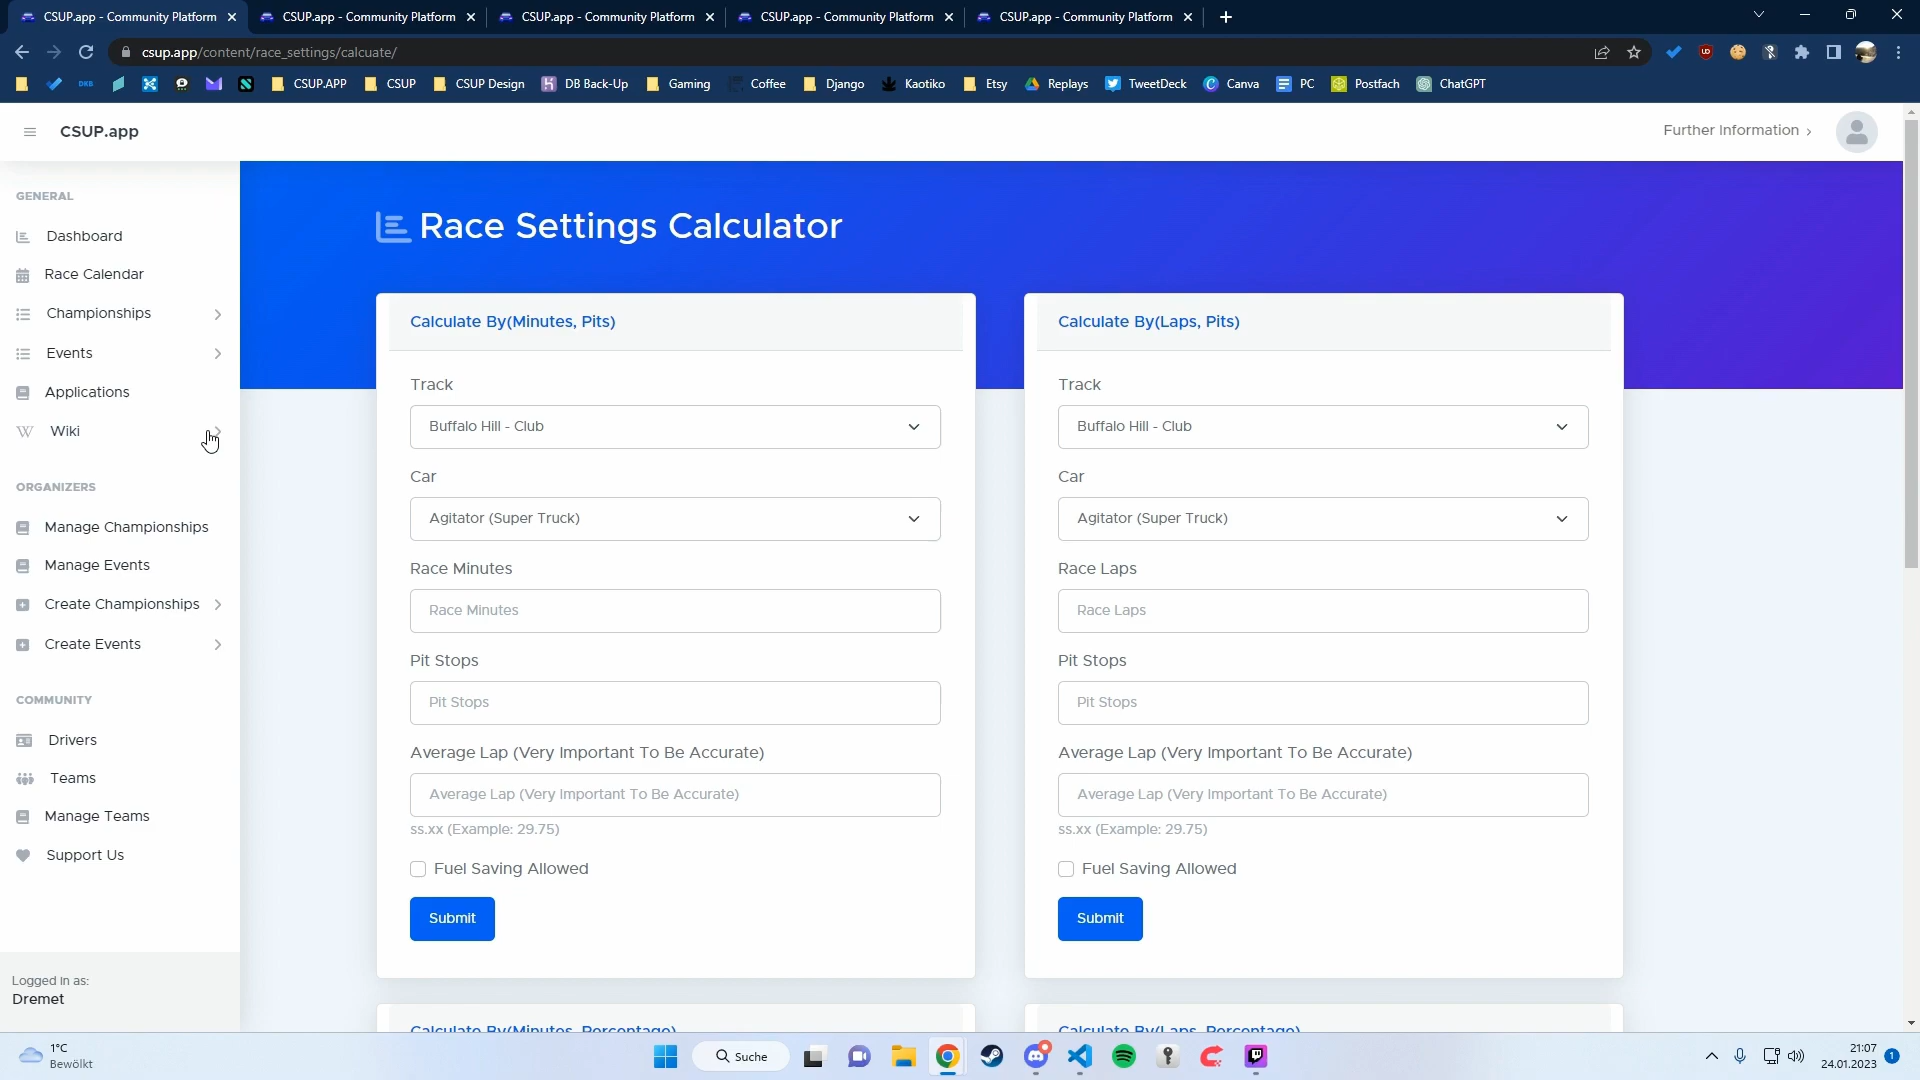 CSUP.app - Community Platform
CSUP.app - Community Platform
CSUP.app - Community Platform
CSUP.app - Community Platform
CSUP.app - Community Platform
csup.app/content/race_settings/calcuate/
DKB
CSUP.APP
CSUP
CSUP Design
DB Back-Up
Gaming
Coffee
Django
Kaotiko
Etsy
Replays
TweetDeck
Canva
PC
Postfach
ChatGPT
CSUP.app
Further Information
GENERAL
Dashboard
Race Calendar
Championships
Events
Applications
Wiki
ORGANIZERS
Manage Championships
Manage Events
Create Championships
Create Events
COMMUNITY
Drivers
Teams
Manage Teams
Support Us
Logged in as:
Dremet
Race Settings Calculator
Calculate By(Minutes, Pits)
Track
Buffalo Hill - Club
Car
Agitator (Super Truck)
Race Minutes
Race Minutes
Pit Stops
Pit Stops
Average Lap (Very Important To Be Accurate)
Average Lap (Very Important To Be Accurate)
ss.xx (Example: 29.75)
Fuel Saving Allowed
Submit
Calculate By(Laps, Pits)
Track
Buffalo Hill - Club
Car
Agitator (Super Truck)
Race Laps
Race Laps
Pit Stops
Pit Stops
Average Lap (Very Important To Be Accurate)
Average Lap (Very Important To Be Accurate)
ss.xx (Example: 29.75)
Fuel Saving Allowed
Submit
Calculate By(Minutes, Percentage)
Calculate By(Laps, Percentage)
1°C
Bewölkt
Suche
21:07
24.01.2023
1